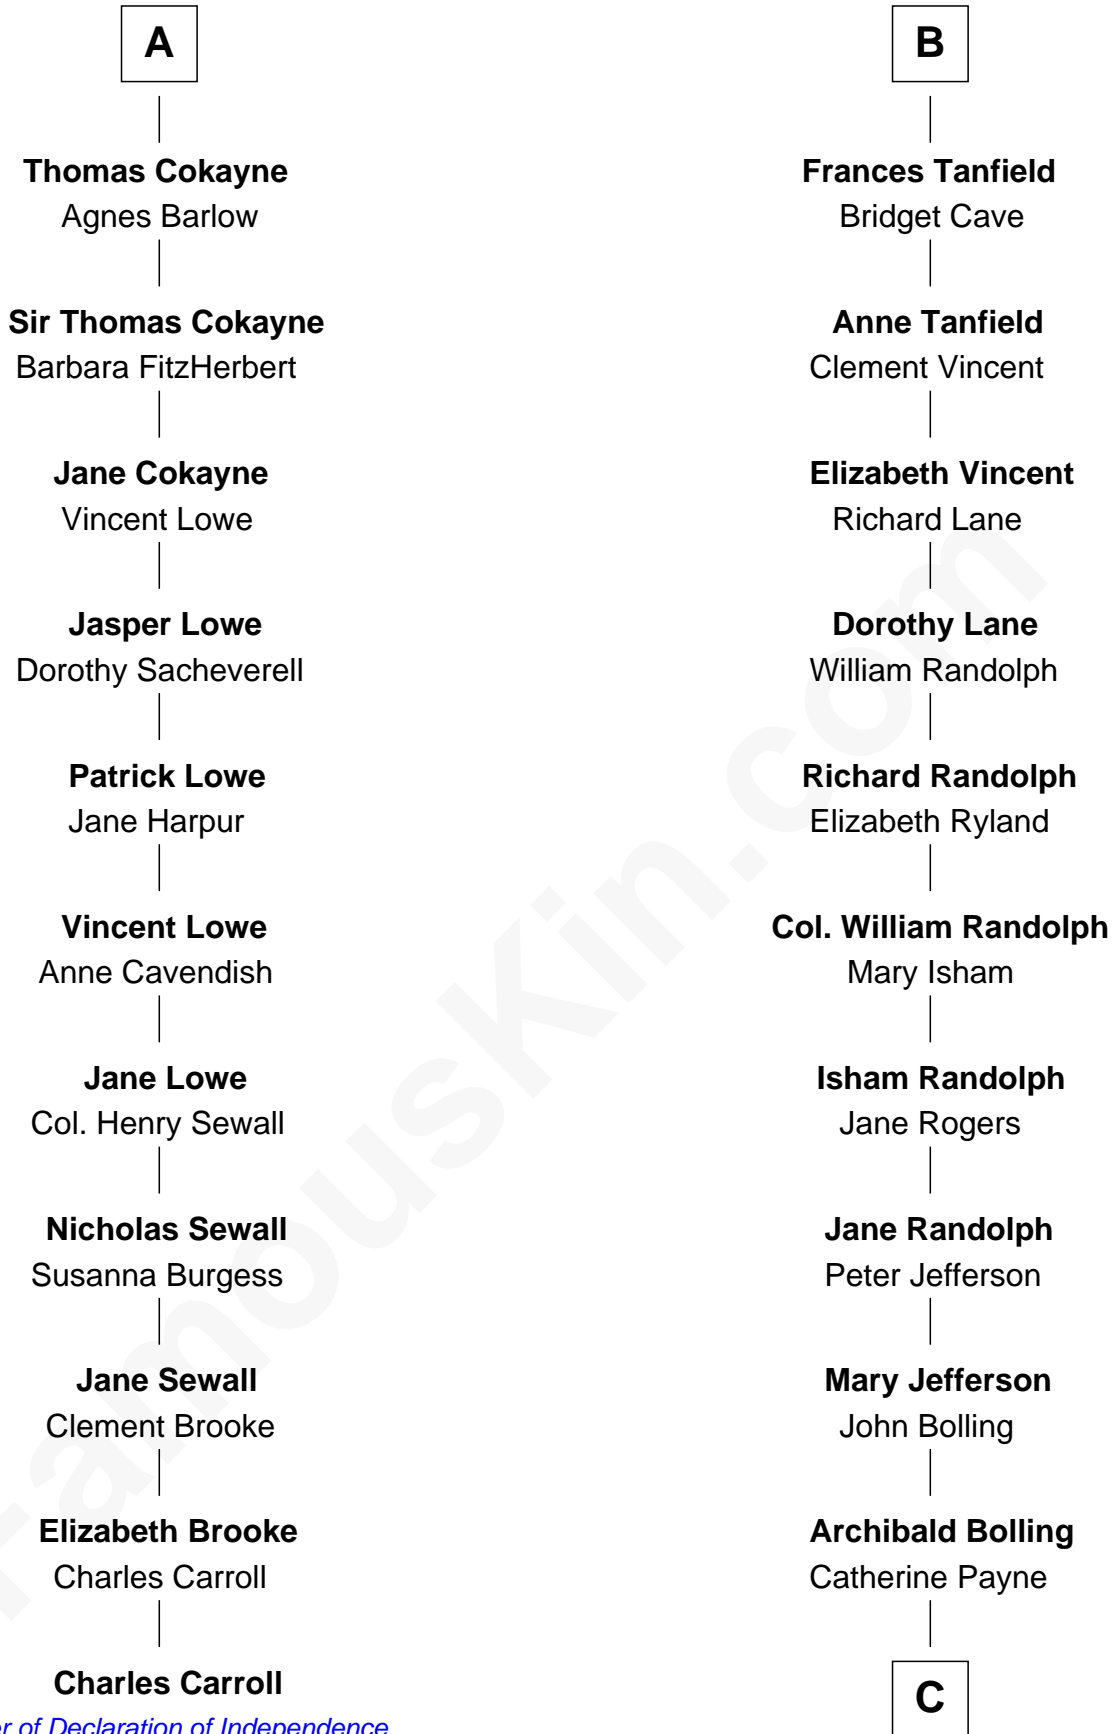 A
Thomas Cokayne
Agnes Barlow
Sir Thomas Cokayne
Barbara FitzHerbert
Jane Cokayne
Vincent Lowe
Jasper Lowe
Dorothy Sacheverell
Patrick Lowe
Jane Harpur
Vincent Lowe
Anne Cavendish
Jane Lowe
Col. Henry Sewall
Nicholas Sewall
Susanna Burgess
Jane Sewall
Clement Brooke
Elizabeth Brooke
Charles Carroll
Charles Carroll
of Declaration of Independence
B
Frances Tanfield
Bridget Cave
Anne Tanfield
Clement Vincent
Elizabeth Vincent
Richard Lane
Dorothy Lane
William Randolph
Richard Randolph
Elizabeth Ryland
Col. William Randolph
Mary Isham
Isham Randolph
Jane Rogers
Jane Randolph
Peter Jefferson
Mary Jefferson
John Bolling
Archibald Bolling
Catherine Payne
C
FamousKin.com